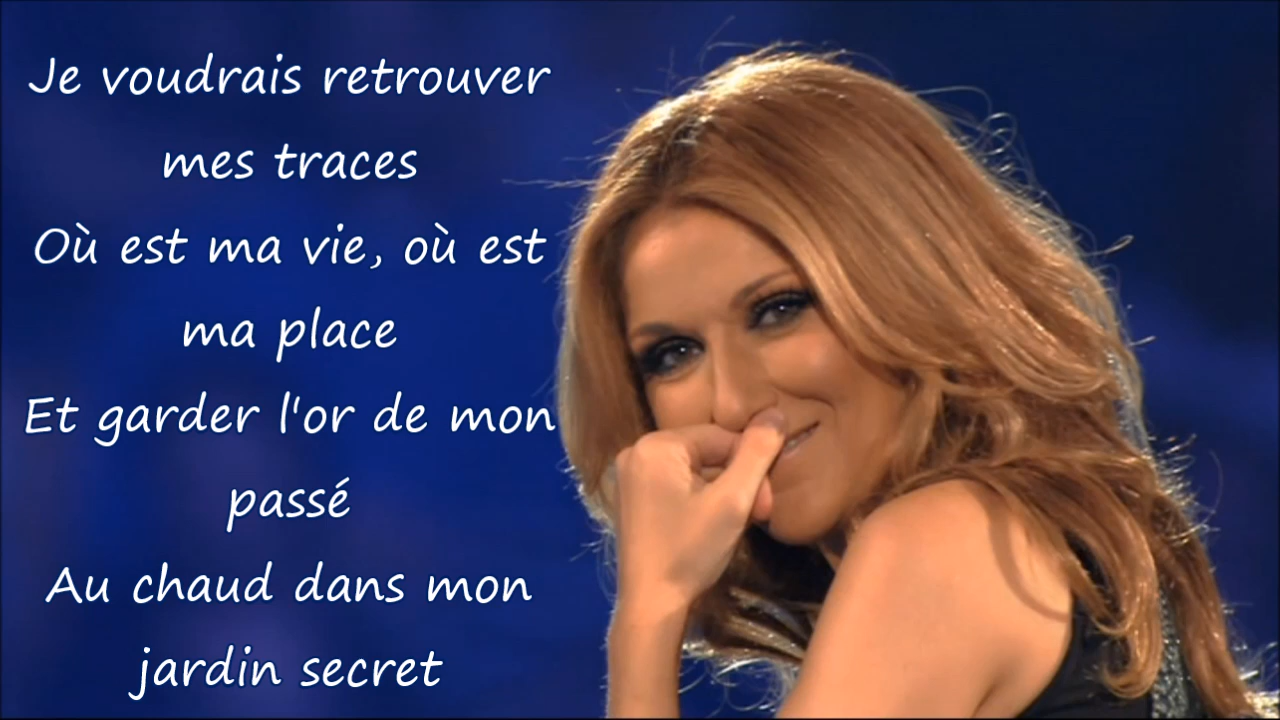 Je voudrais retrouver
mes traces
Où est ma vie, où est
ma place
Et garder l'or de mon
passé
Au chaud dans mon
jardin secret